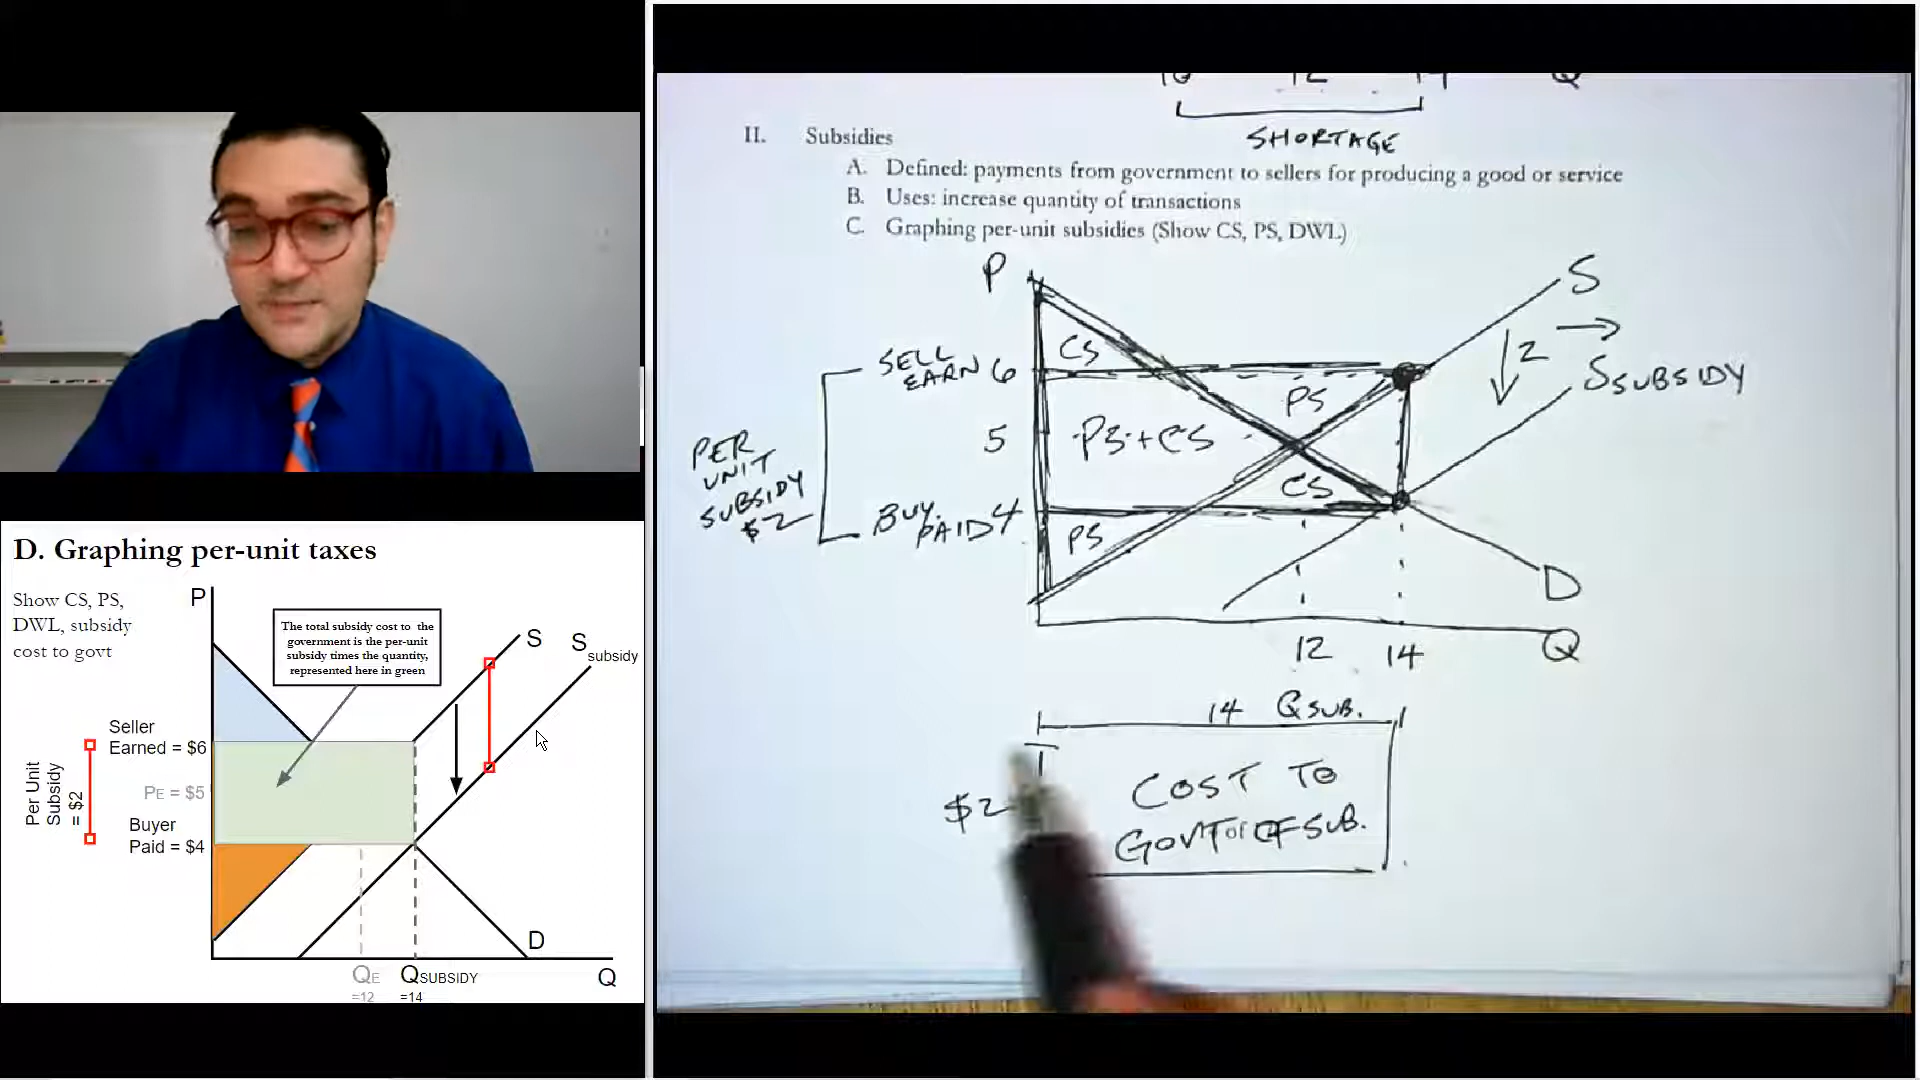 D. Graphing per-unit taxes
Show CS, PS,
DWL, subsidy
cost to govt
P
The total subsidy cost to the
government is the per-unit
subsidy times the quantity,
represented here in green
S
S subsidy
Seller
Earned = $6
Per Unit
Subsidy
= $2
PE = $5
Buyer
Paid = $4
D
QE
=12
QSUBSIDY
=14
Q
12
Q
SHORTAGE
II. Subsidies
A. Defined: payments from government to sellers for producing a good or service
B. Uses: increase quantity of transactions
C. Graphing per-unit subsidies (Show CS, PS, DWL)
P
S
2
SSUBSIDY
SELL
EARN 6
CS
PS
5
PS+CS
PER
UNIT
SUBSIDY
$2
BUY.
PAID 4
CS
PS
D
12
14
Q
14 QSUB.
$2
COST TO
GOV'T OF SUB.